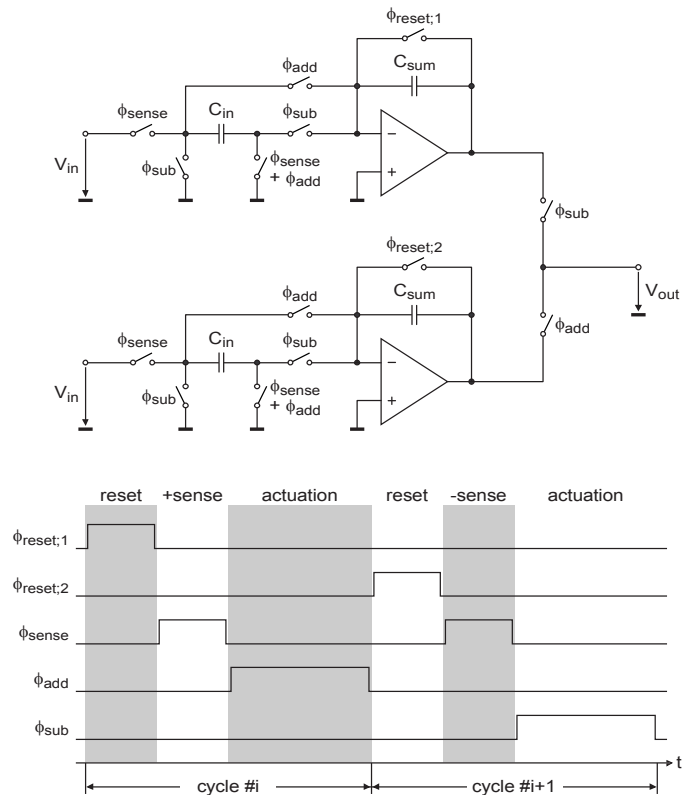 ϕreset;1
Csum
ϕadd
ϕsense
Cin
ϕsub
Vin
ϕsub
ϕsense
+ ϕadd
−
+
ϕsub
ϕreset;2
Csum
ϕadd
Vout
ϕsense
Cin
ϕsub
ϕadd
Vin
ϕsub
ϕsense
+ ϕadd
−
+
reset +sense actuation reset -sense actuation
ϕreset;1
ϕreset;2
ϕsense
ϕadd
ϕsub
t
cycle #i cycle #i+1